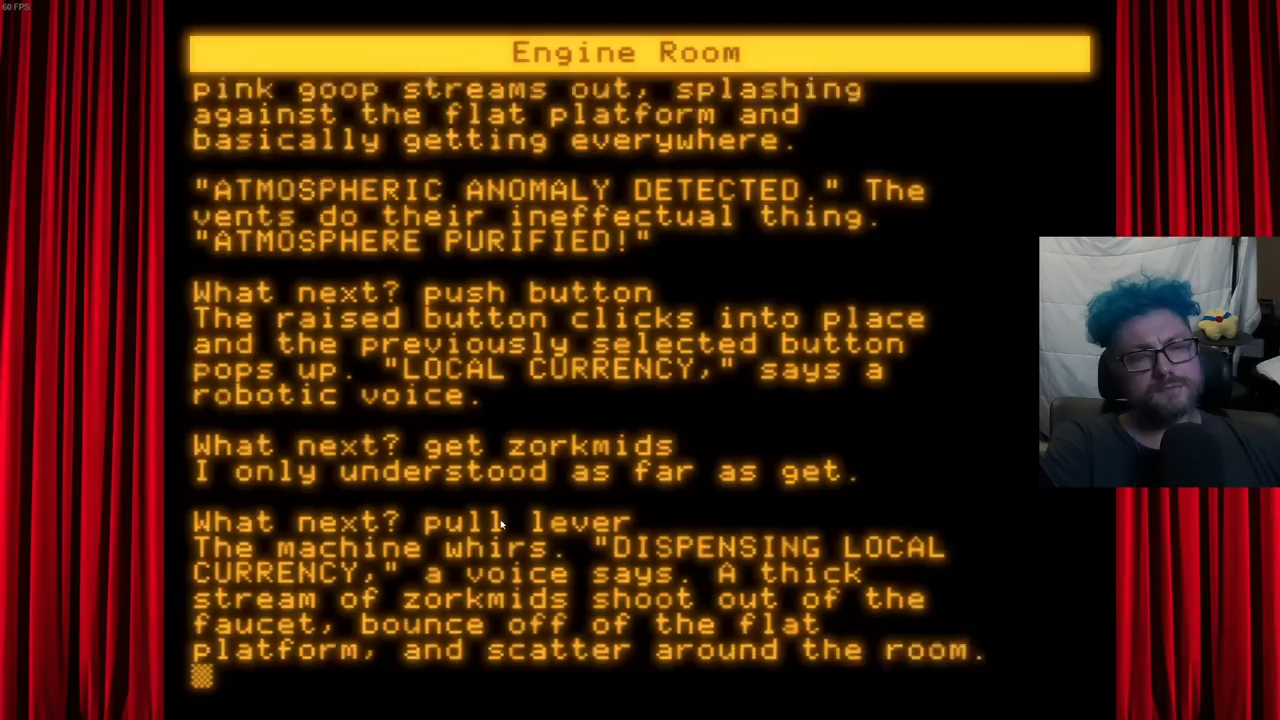 60 FPS
Engine Room
pink goop streams out, splashing
against the flat platform and
basically getting everywhere.
"ATMOSPHERIC ANOMALY DETECTED." The
vents do their ineffectual thing.
"ATMOSPHERE PURIFIED!"
What next? push button
The raised button clicks into place
and the previously selected button
pops up. "LOCAL CURRENCY," says a
robotic voice.
What next? get zorkmids
I only understood as far as get.
What next? pull lever
The machine whirs. "DISPENSING LOCAL
CURRENCY," a voice says. A thick
stream of zorkmids shoot out of the
faucet, bounce off of the flat
platform, and scatter around the room.